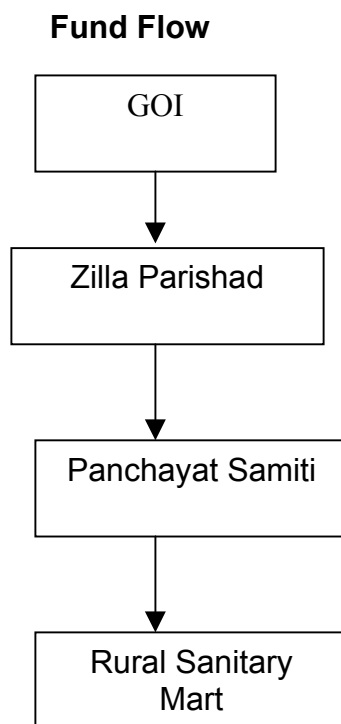 Fund Flow
GOI
Zilla Parishad
Panchayat Samiti
Rural Sanitary
Mart